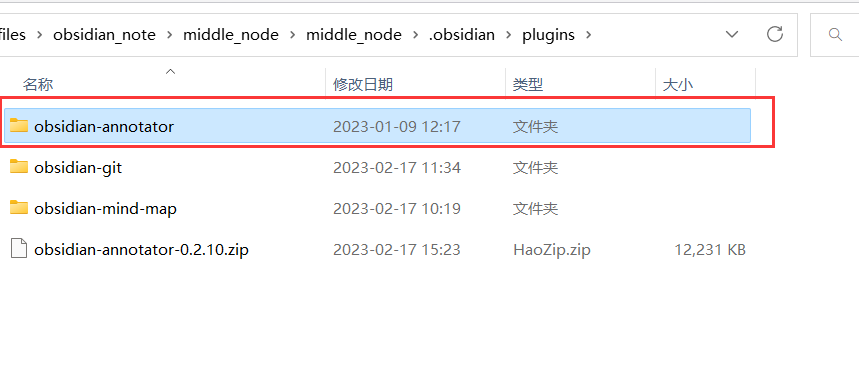 files › obsidian_note › middle_node › middle_node › .obsidian › plugins ›
名称 修改日期 类型 大小
obsidian-annotator 2023-01-09 12:17 文件夹
obsidian-git 2023-02-17 11:34 文件夹
obsidian-mind-map 2023-02-17 10:19 文件夹
obsidian-annotator-0.2.10.zip 2023-02-17 15:23 HaoZip.zip 12,231 KB